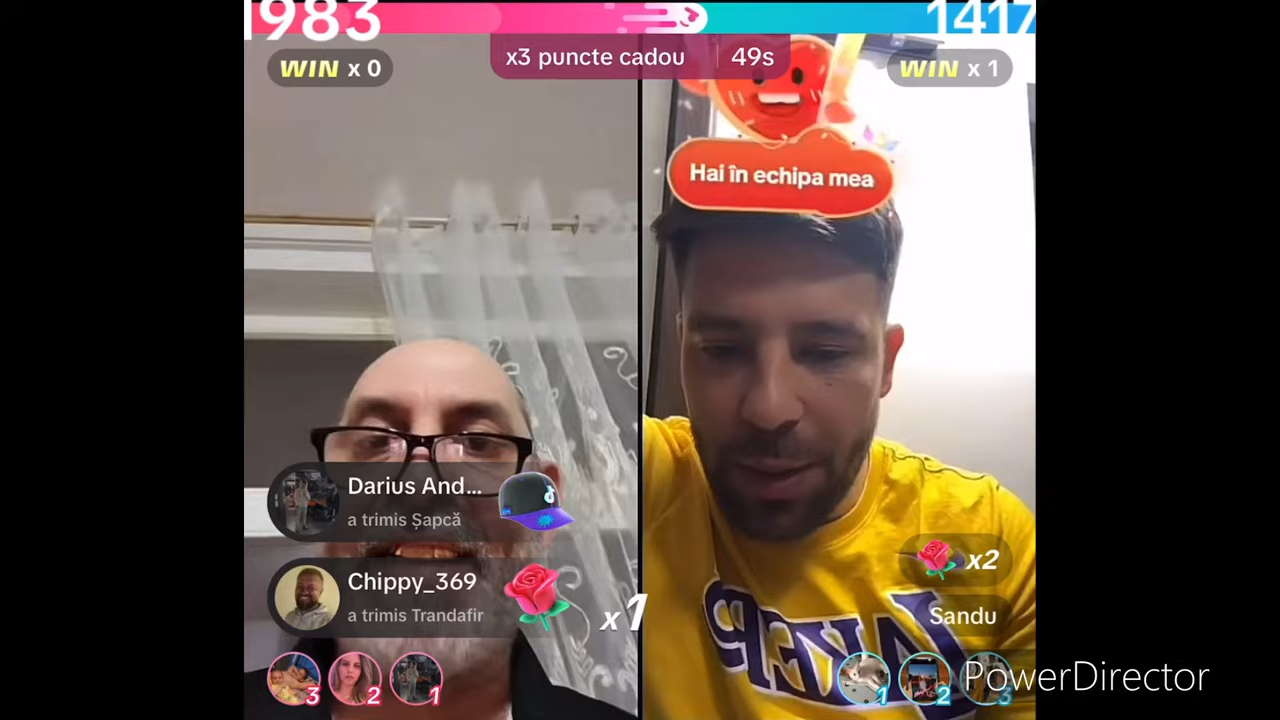 1983
1417
x3 puncte cadou
49s
WIN x 0
WIN x 1
Hai în echipa mea
Darius And...
a trimis Șapcă
Chippy_369
a trimis Trandafir
x1
x2
Sandu
3
2
1
1
2
3
PowerDirector